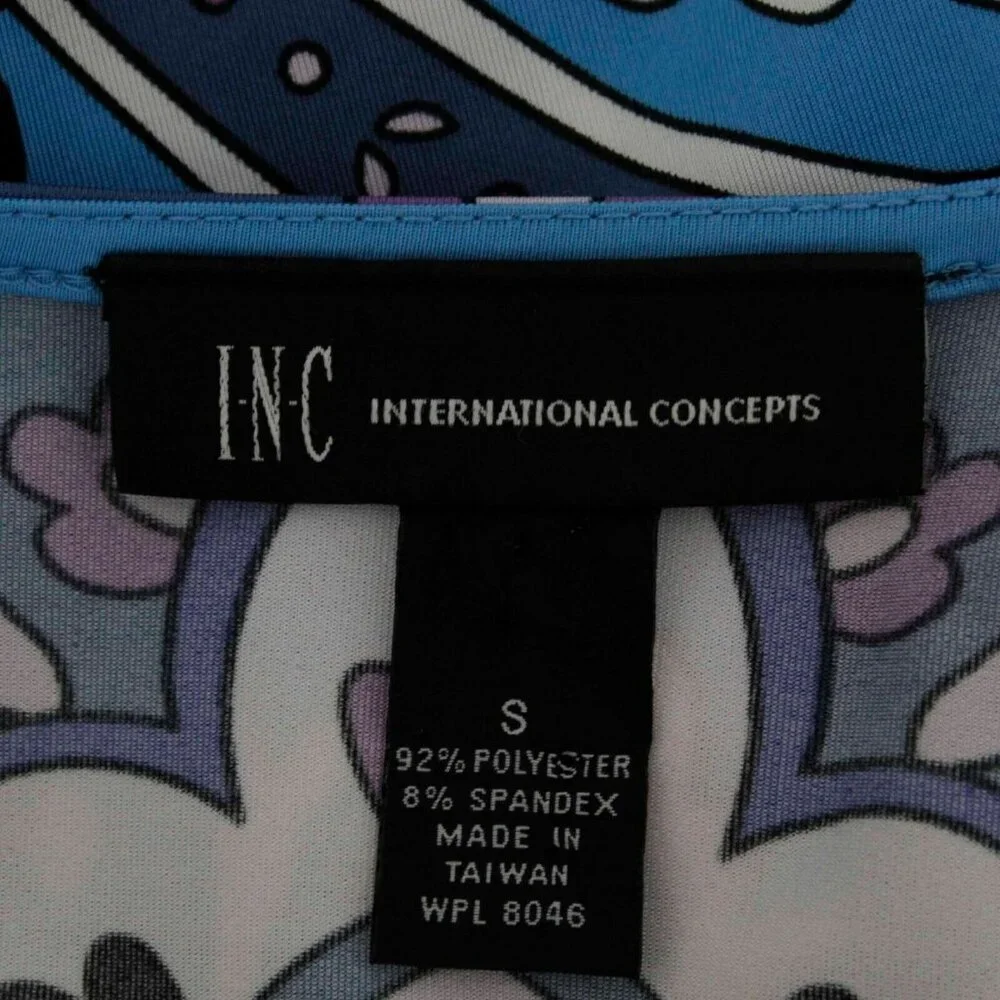 I-N-C INTERNATIONAL CONCEPTS
S
92% POLYESTER
8% SPANDEX
MADE IN
TAIWAN
WPL 8046